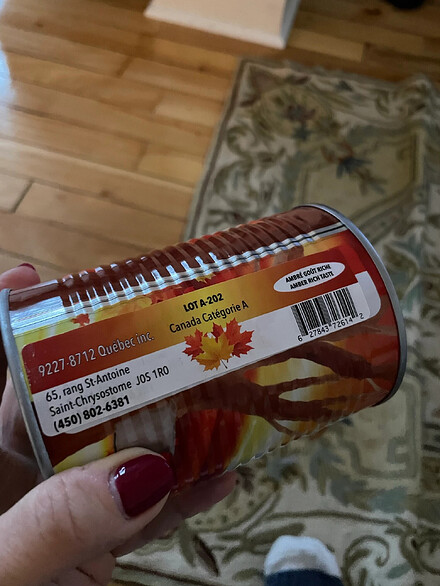 LOT A-202
Canada Catégorie A
AMBRÉ GOÛT RICHE
AMBER RICH TASTE
9227-8712 Quebec inc.
65, rang St-Antoine
Saint-Chrysostome J0S 1R0
(450) 802-6381
6 27843 72614 2